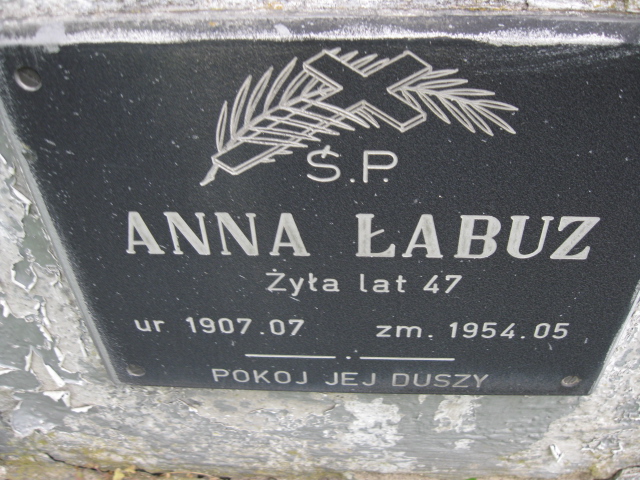 Ś.P.
ANNA ŁABUZ
Żyła lat 47
ur 1907.07 zm. 1954.05
POKOJ JEJ DUSZY